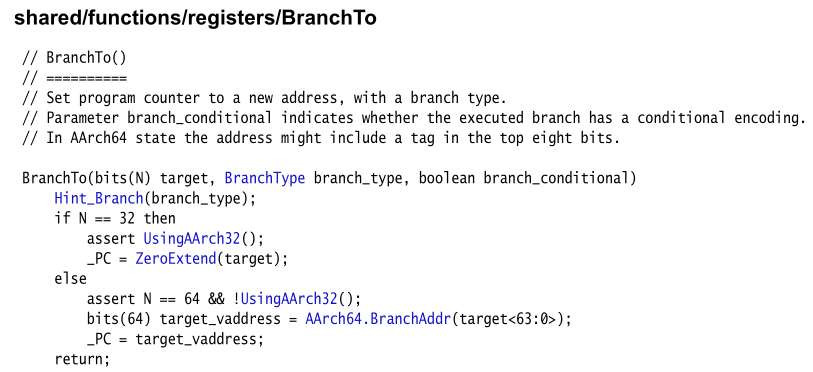 shared/functions/registers/BranchTo
// BranchTo()
// ==========
// Set program counter to a new address, with a branch type.
// Parameter branch_conditional indicates whether the executed branch has a conditional encoding.
// In AArch64 state the address might include a tag in the top eight bits.

BranchTo(bits(N) target, BranchType branch_type, boolean branch_conditional)
    Hint_Branch(branch_type);
    if N == 32 then
        assert UsingAArch32();
        _PC = ZeroExtend(target);
    else
        assert N == 64 && !UsingAArch32();
        bits(64) target_vaddress = AArch64.BranchAddr(target<63:0>);
        _PC = target_vaddress;
    return;